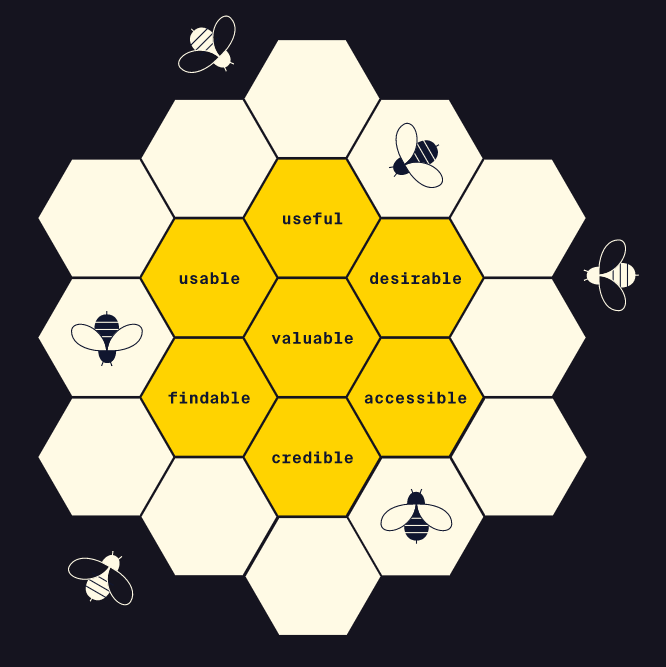 useful
usable
desirable
valuable
findable
accessible
credible